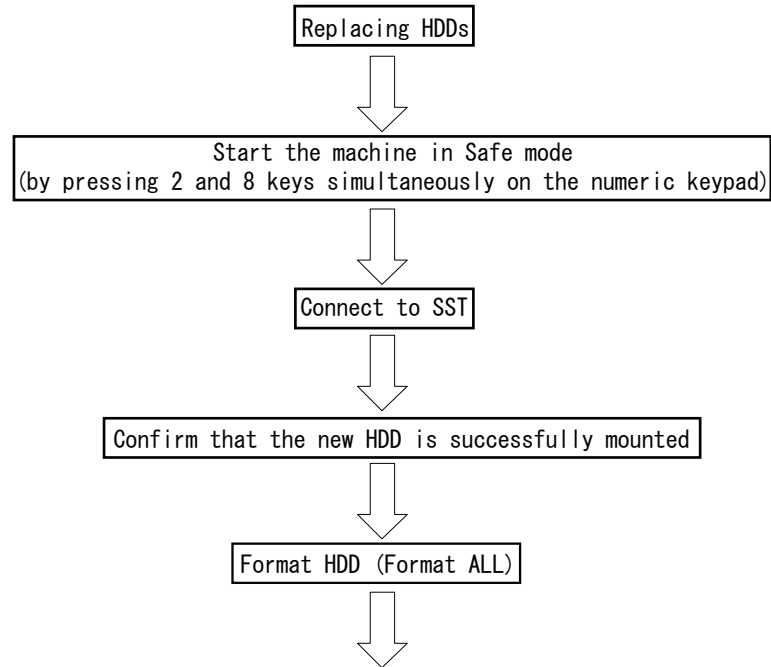 Replacing HDDs
Start the machine in Safe mode
(by pressing 2 and 8 keys simultaneously on the numeric keypad)
Connect to SST
Confirm that the new HDD is successfully mounted
Format HDD (Format ALL)